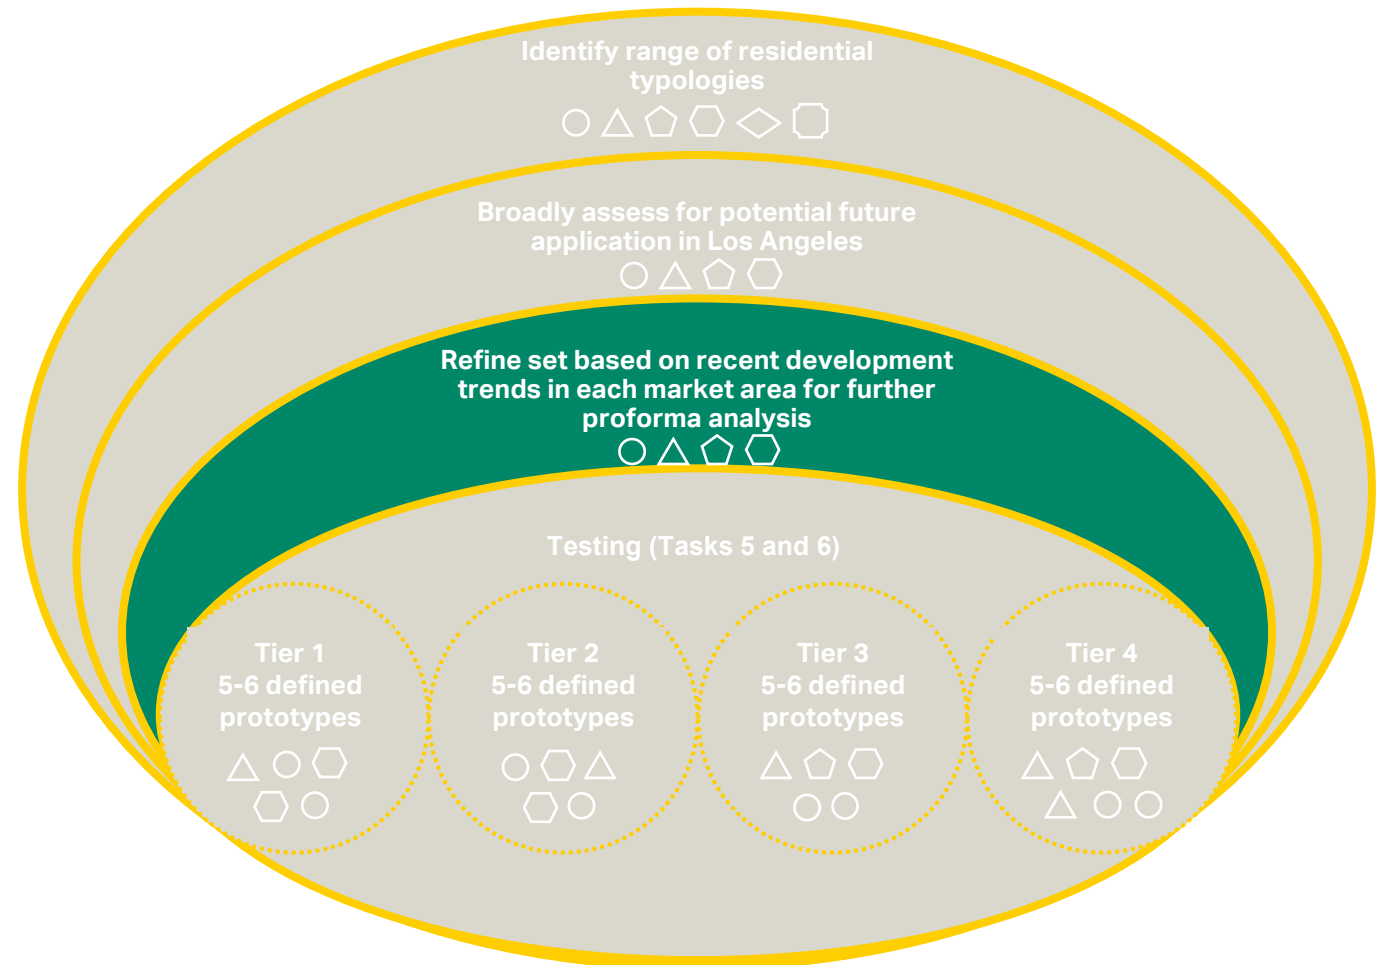 Identify range of residential
typologies
Broadly assess for potential future
application in Los Angeles
Refine set based on recent development
trends in each market area for further
proforma analysis
Testing (Tasks 5 and 6)
Tier 1
5-6 defined
prototypes
Tier 2
5-6 defined
prototypes
Tier 3
5-6 defined
prototypes
Tier 4
5-6 defined
prototypes